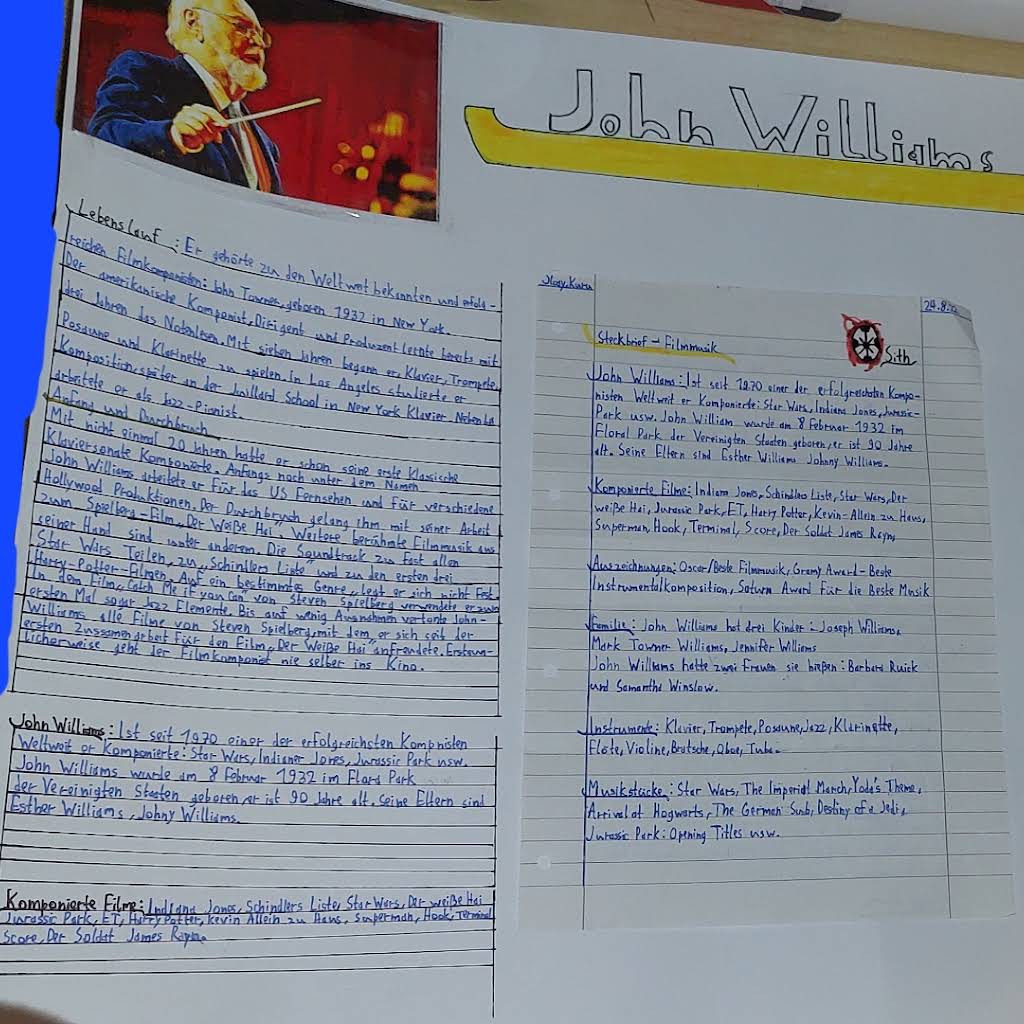 John Williams
Lebenslauf : Er gehörte zu den Weltweit bekannten und erfolg-
reichen Filmkomponisten: John Towner, geboren 1932 in New York.
Der amerikanische Komponist, Dirigent und Produzent lernte bereits mit
drei Jahren das Notenlesen. Mit sieben Jahren begann er, Klavier, Trompete,
Posaune und Klarinette zu spielen. In Los Angeles studierte er
Komposition, später an der Juillard School in New York Klavier. Nebenbei
arbeitete er als Jazz-Pianist.
Anfang und Durchbruch
Mit nicht einmal 20 Jahren hatte er schon seine erste Klassische
Klaviersonate Komponierte. Anfangs noch unter dem Namen
John Williams arbeitete er für das US Fernsehen und für verschiedene
Hollywood Produktionen. Der Durchbruch gelang ihm mit seiner Arbeit
zum Spielberg-Film „Der Weiße Hai". Weitere berühmte Filmmusik aus
seiner Hand sind unter anderem. Die Soundtrack zu fast allen
Star Wars Teilen, zu „Schindlers Liste" und zu den ersten drei
Harry-Potter-Filmen. Auf ein bestimmtes Genre, legt er sich nicht Fest.
In dem Film „Catch Me if you Can" von Steven Spielberg verwendete er zum
ersten Mal sogar Jazz Elemente. Bis auf wenig Ausnahmen vertonte John-
Williams alle Filme von Steven Spielberg, mit dem er sich seit der
ersten Zussamenarbeit für den Film „Der Weiße Hai" anfreundete. Erstaun-
licherweise geht der Filmkomponist nie selber ins Kino.
John Williams : Ist seit 1970 einer der erfolgreichsten Kompnisten
Weltweit er Komponierte: Star Wars, Indianer Jones, Jurassic Park usw.
John Williams wurde am 8 Februar 1932 im Flora Park
der Vereinigten Staaten geboren, er ist 90 Jahre alt. Seine Eltern sind
Esther Williams, Johny Williams.
Komponierte Filme: Indiana Jones, Schindlers Liste, Star Wars, Der weiße Hai
Jurassic Park, ET, Harry Potter, Kevin Allein zu Haus, Superman, Hook, Terminal
Score, Der Soldat James
24.8.
Steckbrief - Filmmusik
Sith
John Williams: Ist seit 1970 einer der erfolgreichsten Kompo-
nisten Weltweit er Komponierte: Star Wars, Indiana Jones, Jurassic-
Park usw. John William wurde am 8 Februar 1932 im
Floral Park der Vereinigten Staaten geboren, er ist 90 Jahre
alt. Seine Eltern sind Esther Williams Johnny Williams.
Komponierte Filme: Indiana Jones, Schindlers Liste, Star Wars, Der
weiße Hai, Jurassic Park, ET, Harry Potter, Kevin-Allein zu Haus,
Superman, Hook, Terminal, Score, Der Soldat James Rayn,
Auszeichnungen: Oscar/Beste Filmmusik, Gramy Award-Beste
Instrumentalkomposition, Saturn Award Für die Beste Musik
Familie: John Williams hat drei Kinder: Joseph Williams,
Mark Towner Williams, Jennifer Williams
John Williams hatte zwei Frauen sie hießen: Barbara Ruick
und Samantha Winslow.
Instrumente: Klavier, Trompete, Posaune, Jazz, Klarinette,
Flöte, Violine, Bratsche, Oboe, Tuba.
Musikstücke: Star Wars, The Imperial March, Yoda's Theme,
Arrival at Hogwarts, The German Sub, Destiny of a Jedi,
Jurassic Park: Opening Titles usw.